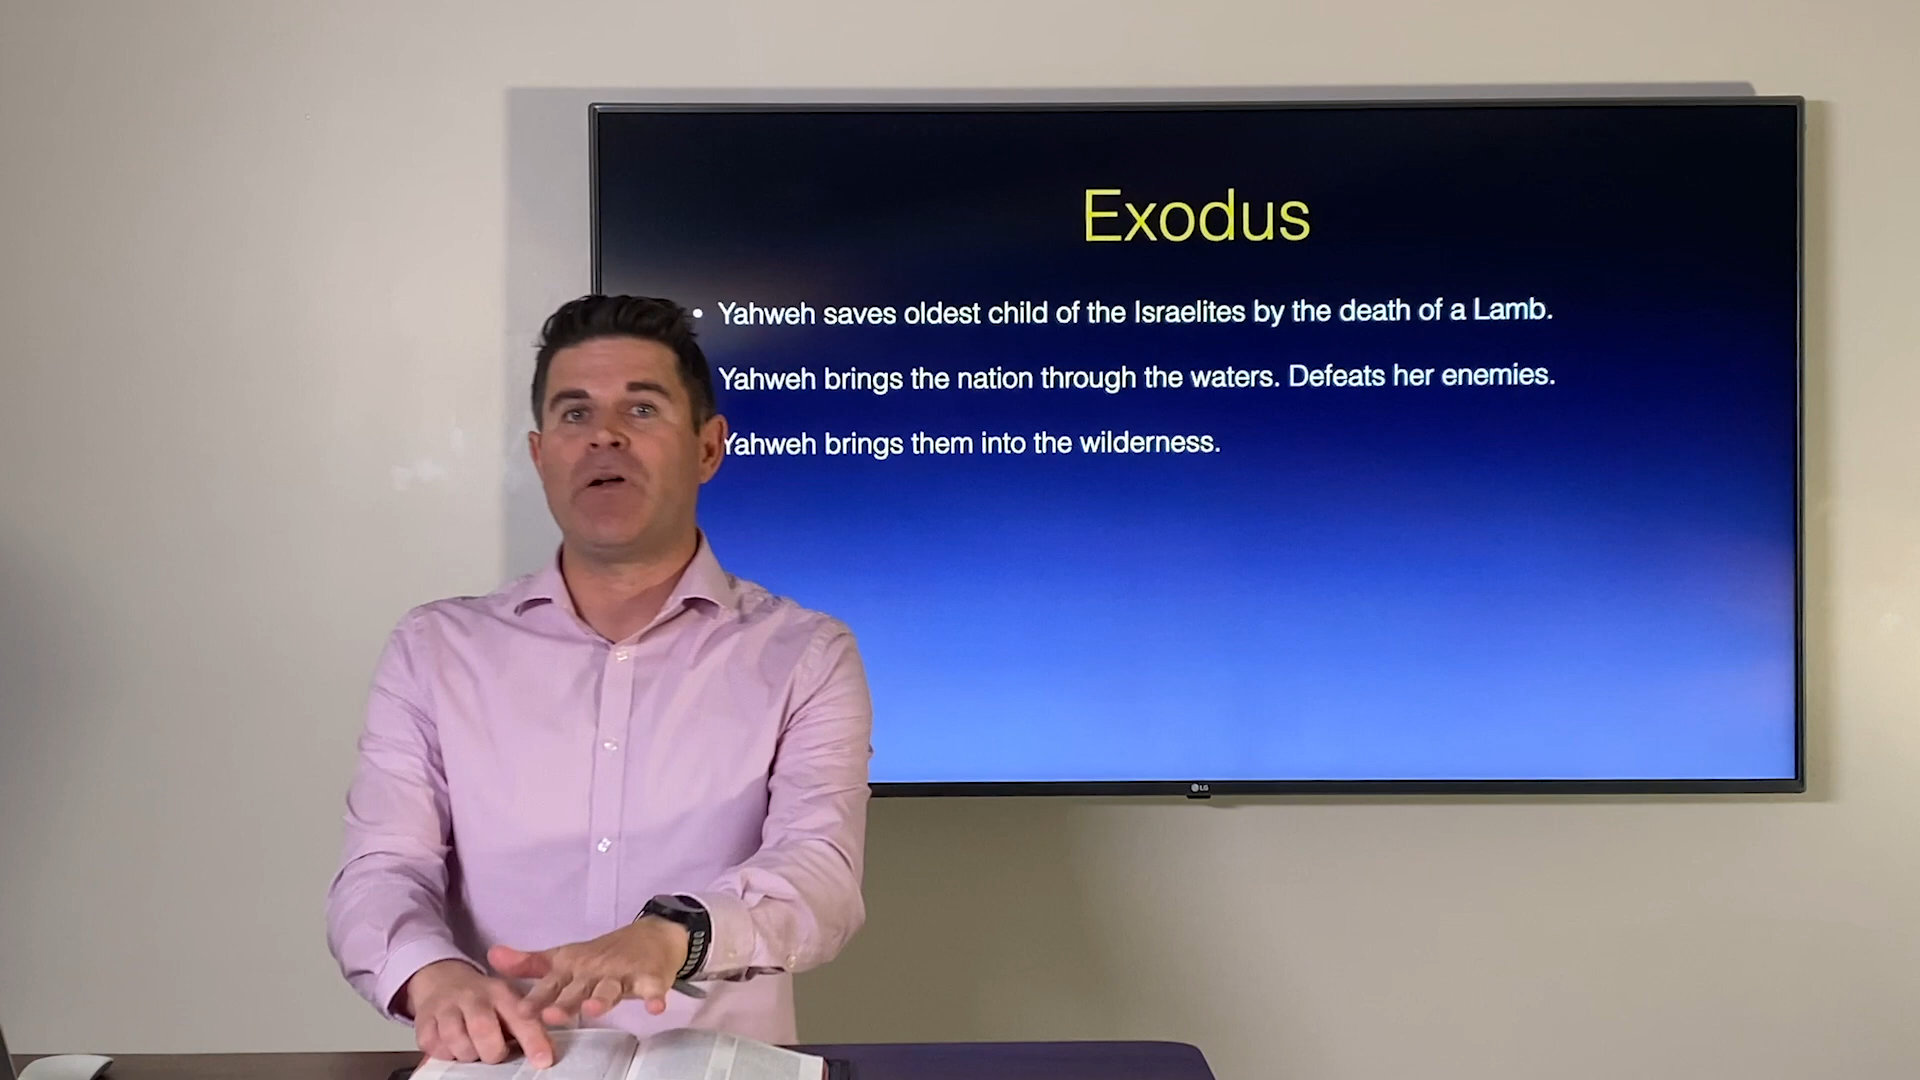 Exodus
• Yahweh saves oldest child of the Israelites by the death of a Lamb.
Yahweh brings the nation through the waters. Defeats her enemies.
Yahweh brings them into the wilderness.
LG